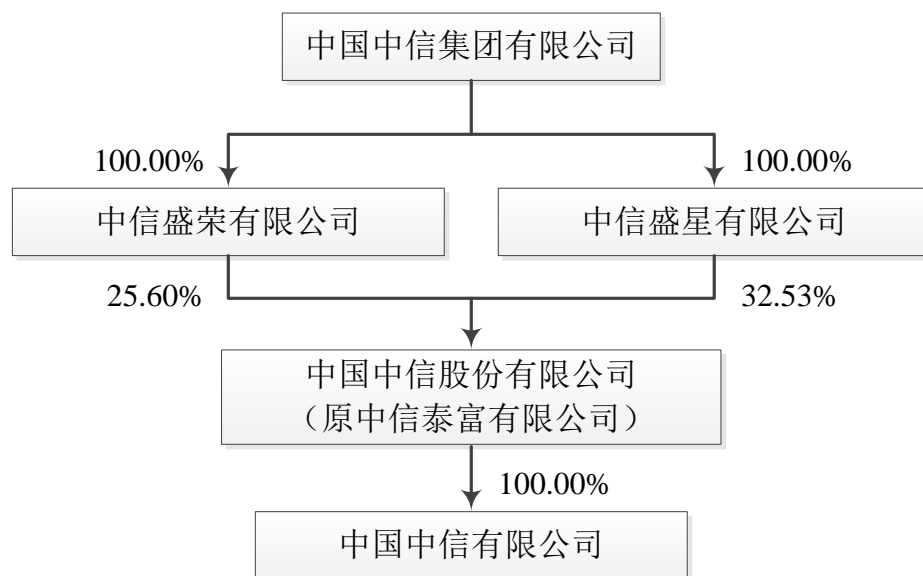 中国中信集团有限公司
100.00%
100.00%
中信盛荣有限公司
中信盛星有限公司
25.60%
32.53%
中国中信股份有限公司
（原中信泰富有限公司）
100.00%
中国中信有限公司